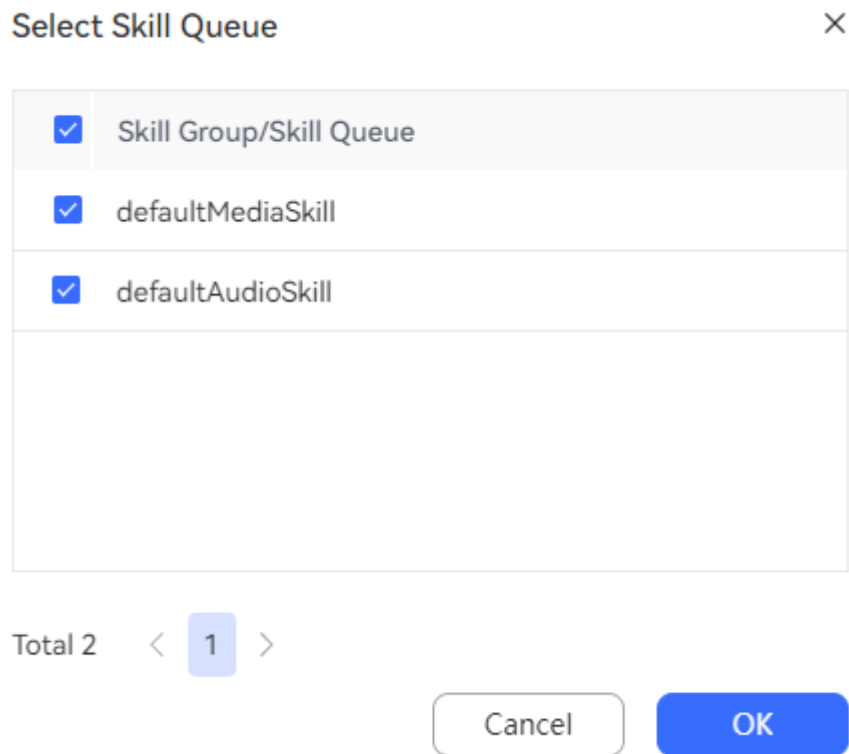 Select Skill Queue
Skill Group/Skill Queue
defaultMediaSkill
defaultAudioSkill
Total 2 < 1 >
Cancel OK